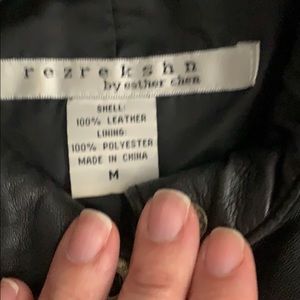 rezrekshn
by esther chen
SHELL:
100% LEATHER
LINING:
100% POLYESTER
MADE IN CHINA
M